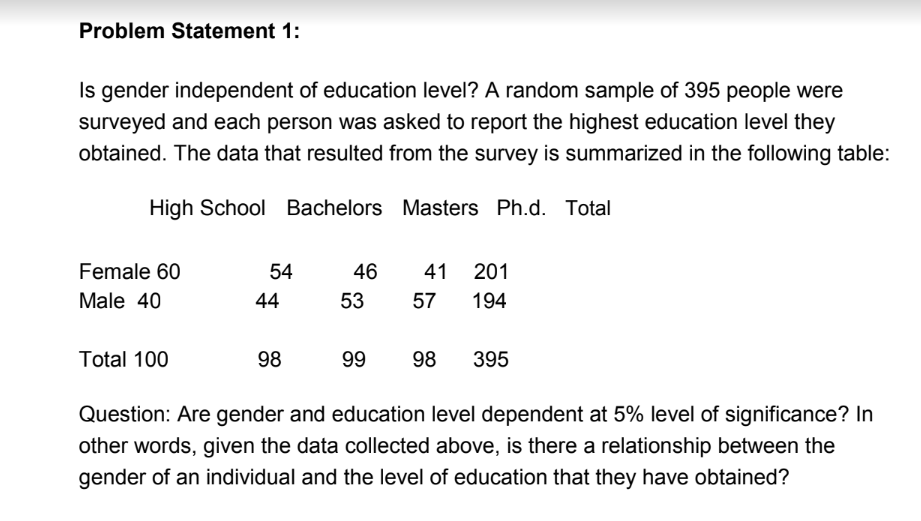 Problem Statement 1:
Is gender independent of education level? A random sample of 395 people were
surveyed and each person was asked to report the highest education level they
obtained. The data that resulted from the survey is summarized in the following table:
High School Bachelors Masters Ph.d. Total
Female 60 54 46 41 201
Male 40 44 53 57 194
Total 100 98 99 98 395
Question: Are gender and education level dependent at 5% level of significance? In
other words, given the data collected above, is there a relationship between the
gender of an individual and the level of education that they have obtained?